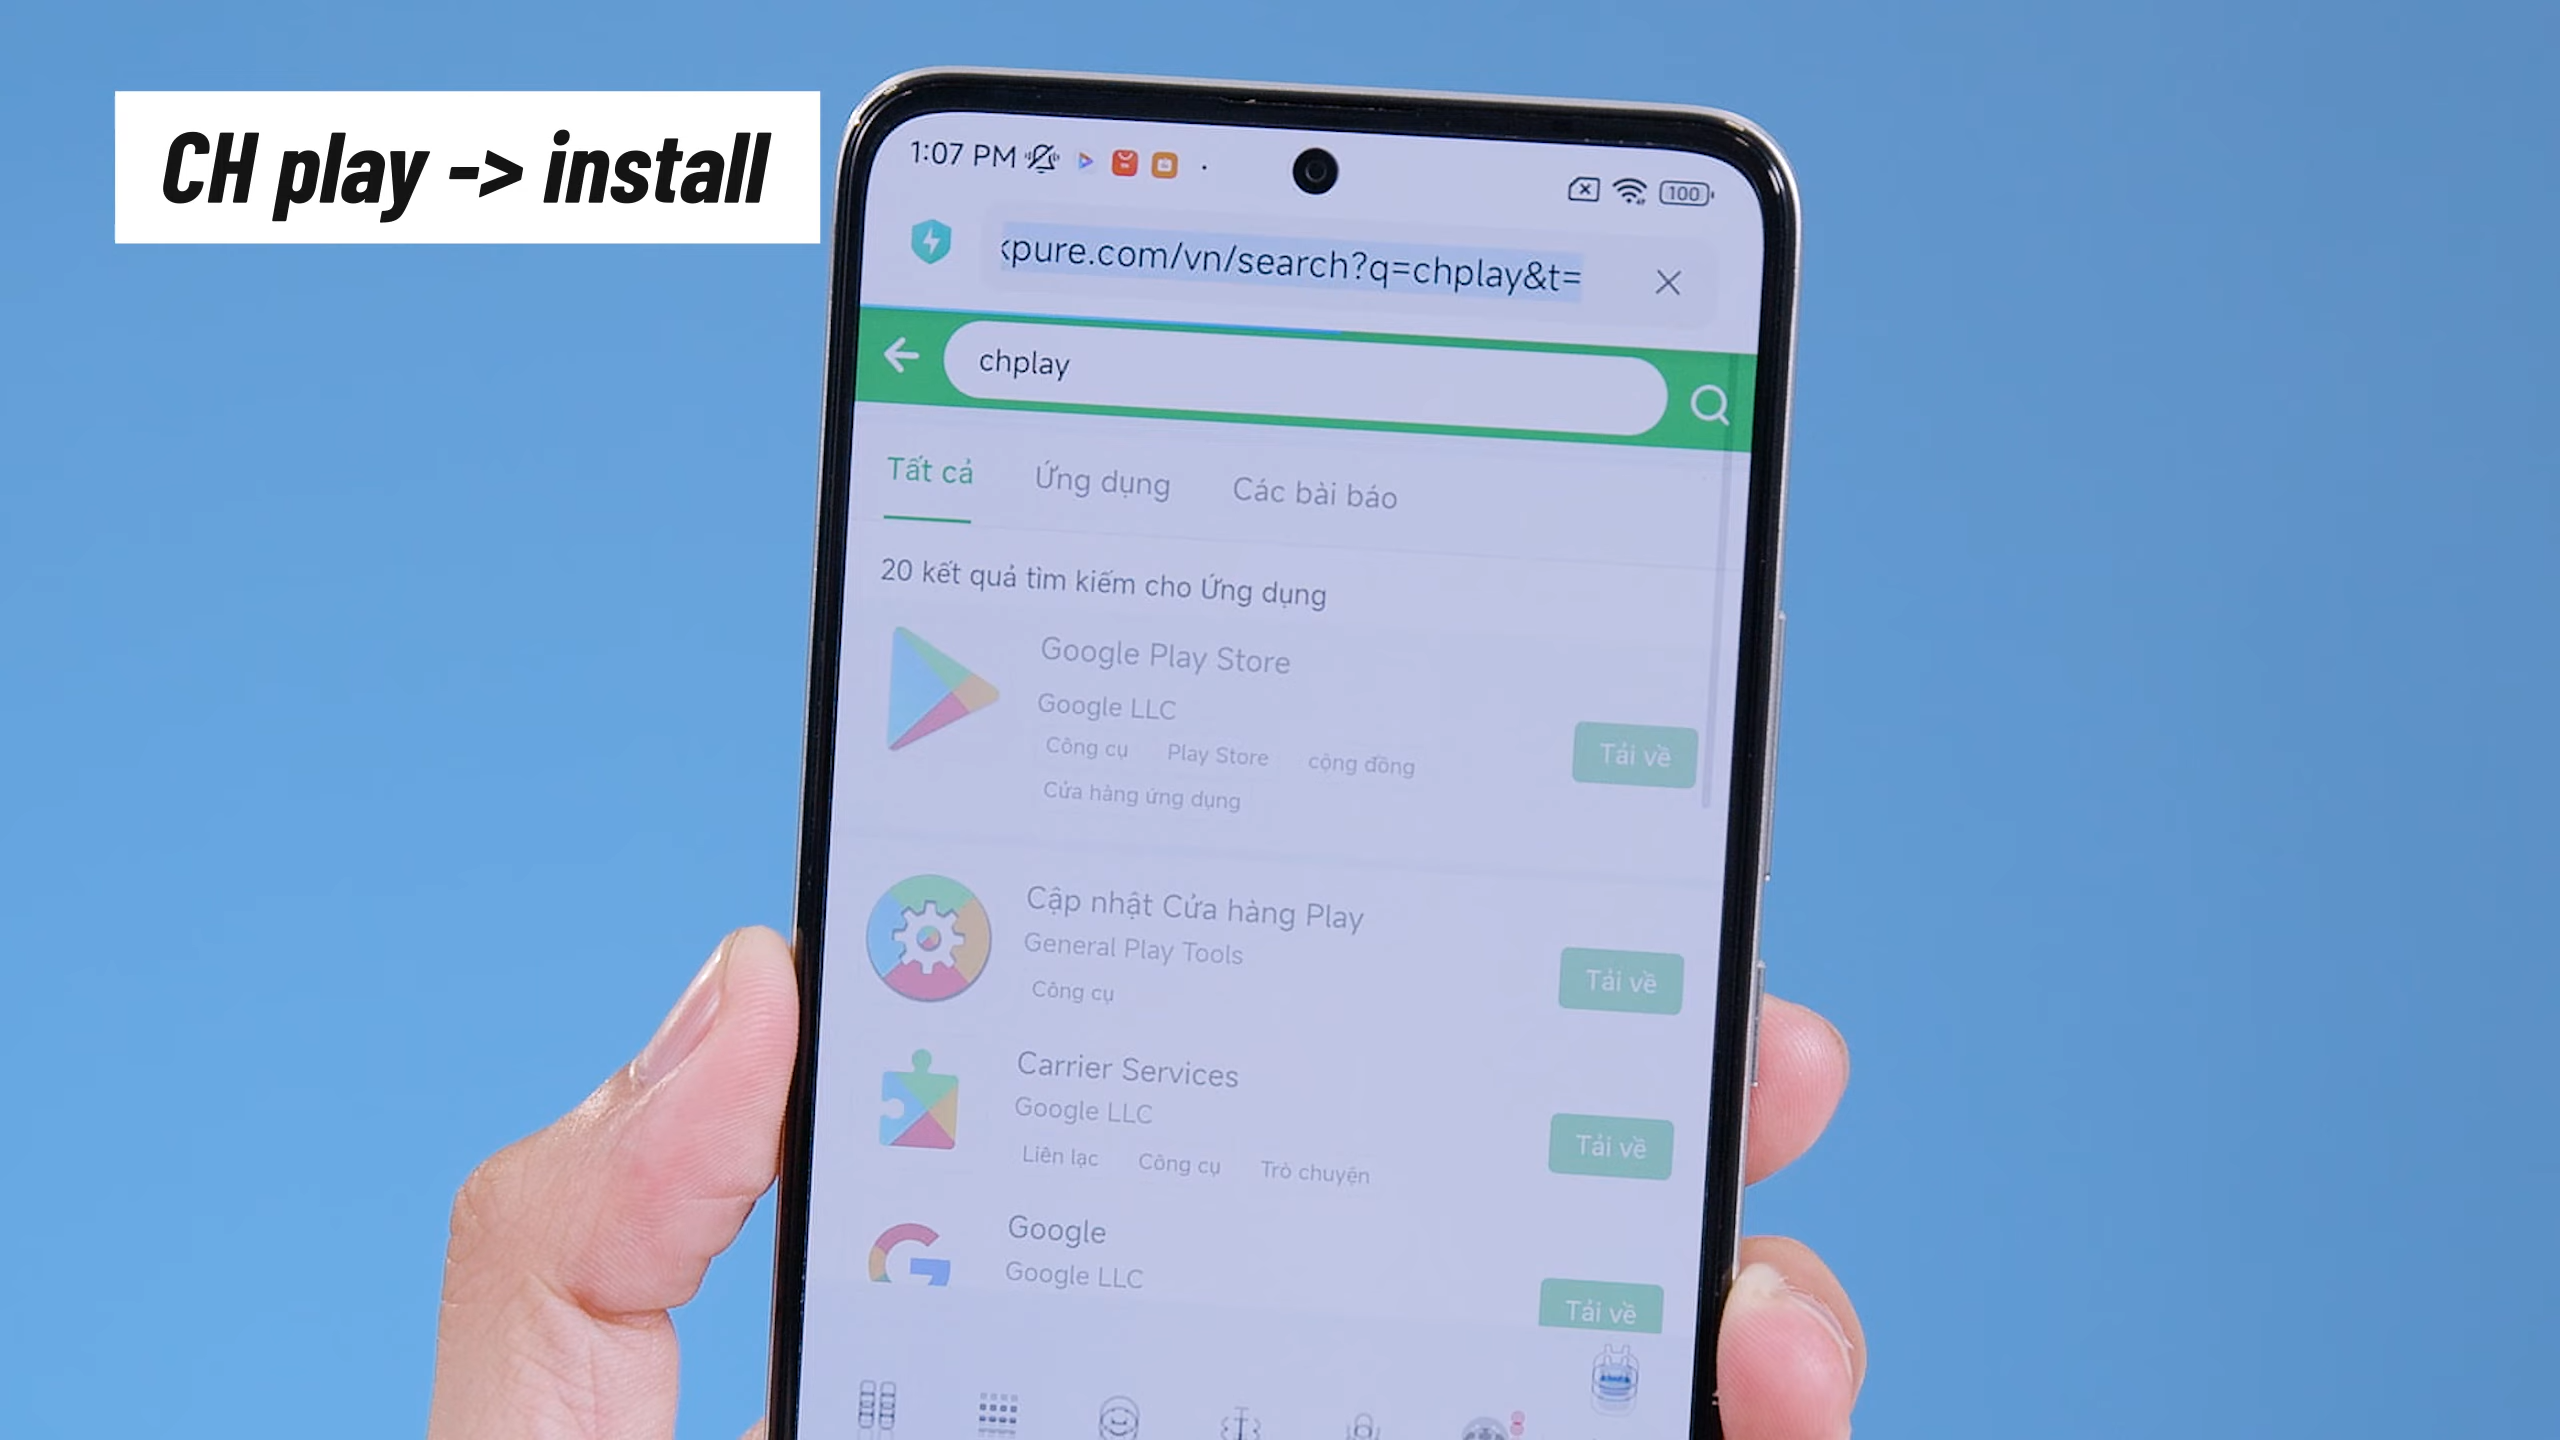 CH play -> install
1:07 PM
100
kpure.com/vn/search?q=chplay&t=
chplay
Tất cả Ứng dụng Các bài báo
20 kết quả tìm kiếm cho Ứng dụng
Google Play Store
Google LLC
Công cụ Play Store cộng đồng
Cửa hàng ứng dụng
Tải về
Cập nhật Cửa hàng Play
General Play Tools
Công cụ
Tải về
Carrier Services
Google LLC
Liên lạc Công cụ Trò chuyện
Tải về
Google
Google LLC
Tải về